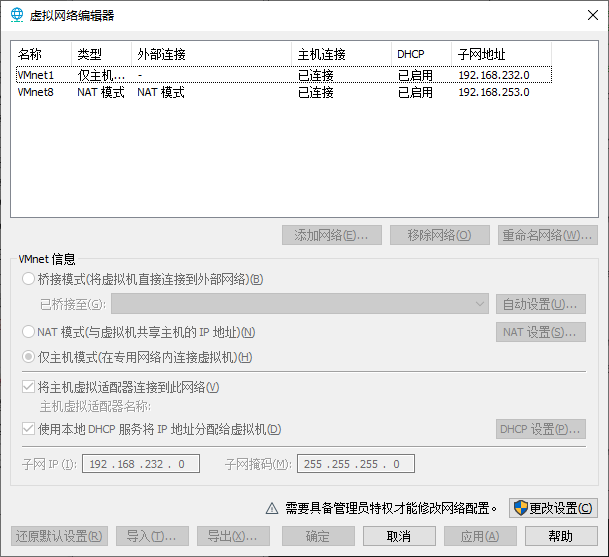 虚拟网络编辑器
名称 类型 外部连接 主机连接 DHCP 子网地址
VMnet1 仅主机... - 已连接 已启用 192.168.232.0
VMnet8 NAT 模式 NAT 模式 已连接 已启用 192.168.253.0
添加网络(E)... 移除网络(O) 重命名网络(W)...
VMnet 信息
桥接模式(将虚拟机直接连接到外部网络)(B)
已桥接至(G): 自动设置(U)...
NAT 模式(与虚拟机共享主机的 IP 地址)(N) NAT 设置(S)...
仅主机模式(在专用网络内连接虚拟机)(H)
将主机虚拟适配器连接到此网络(V)
主机虚拟适配器名称:
使用本地 DHCP 服务将 IP 地址分配给虚拟机(D) DHCP 设置(P)...
子网 IP (I): 192 . 168 . 232 . 0 子网掩码(M): 255 . 255 . 255 . 0
需要具备管理员特权才能修改网络配置。 更改设置(C)
还原默认设置(R) 导入(T)... 导出(X)... 确定 取消 应用(A) 帮助